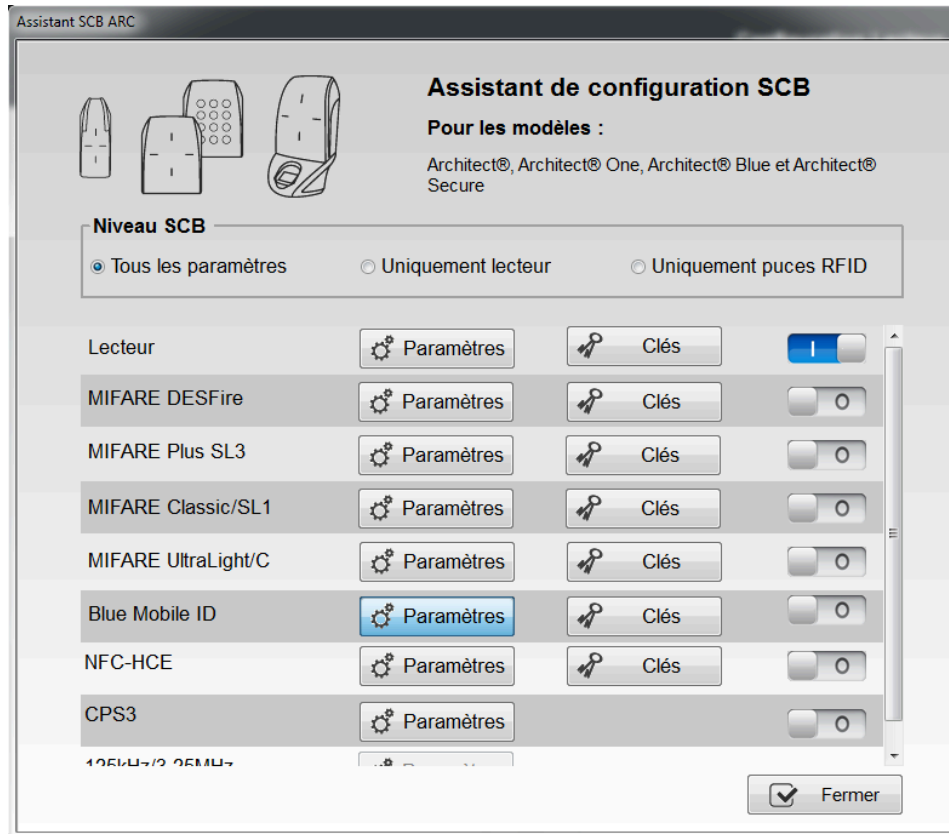 Assistant SCB ARC
Assistant de configuration SCB
Pour les modèles :
Architect®, Architect® One, Architect® Blue et Architect®
Secure
Niveau SCB
Tous les paramètres Uniquement lecteur Uniquement puces RFID
Lecteur Paramètres Clés I
MIFARE DESFire Paramètres Clés O
MIFARE Plus SL3 Paramètres Clés O
MIFARE Classic/SL1 Paramètres Clés O
MIFARE UltraLight/C Paramètres Clés O
Blue Mobile ID Paramètres Clés O
NFC-HCE Paramètres Clés O
CPS3 Paramètres O
125kHz/3.25MHz
Fermer